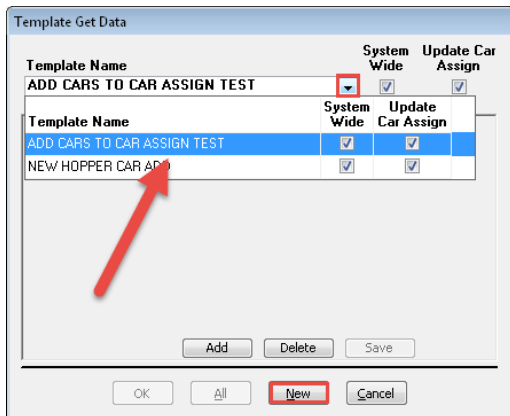 Template Get Data
System Update Car
Template Name Wide Assign
ADD CARS TO CAR ASSIGN TEST
System Update
Template Name Wide Car Assign
ADD CARS TO CAR ASSIGN TEST
NEW HOPPER CAR ADD
Add Delete Save
OK All New Cancel